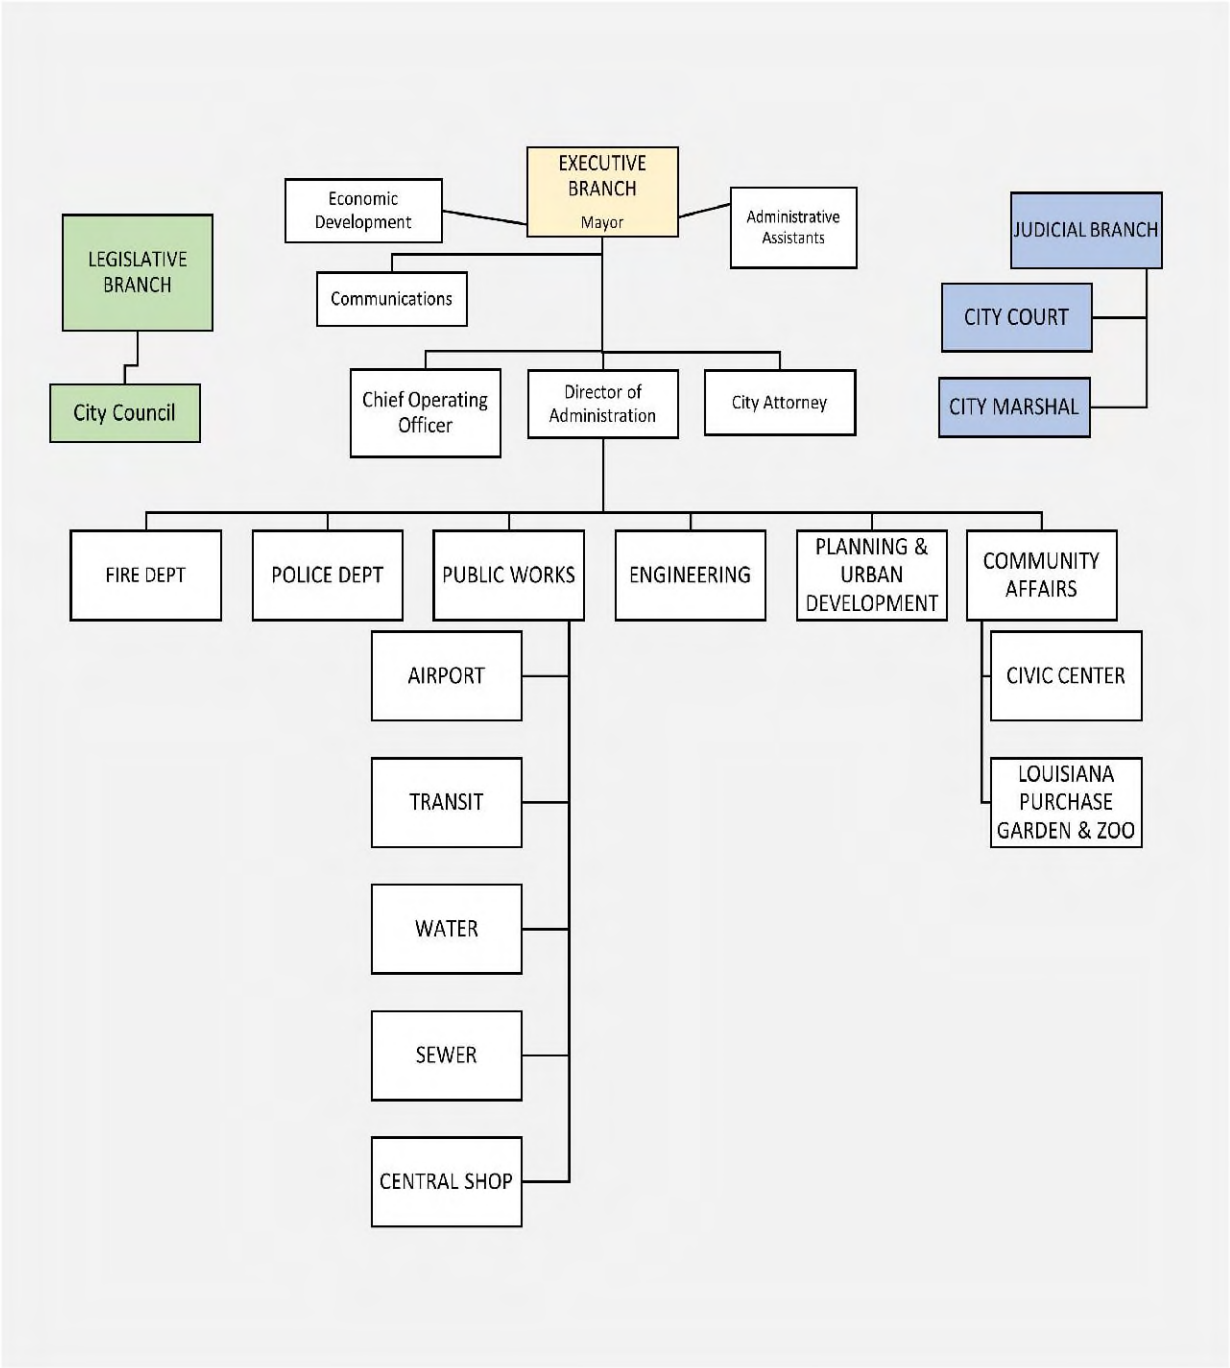 EXECUTIVE
BRANCH
Mayor
Economic
Development
Administrative
Assistants
JUDICIAL BRANCH
LEGISLATIVE
BRANCH
Communications
CITY COURT
City Council
Chief Operating
Officer
Director of
Administration
City Attorney
CITY MARSHAL
FIRE DEPT
POLICE DEPT
PUBLIC WORKS
ENGINEERING
PLANNING &
URBAN
DEVELOPMENT
COMMUNITY
AFFAIRS
AIRPORT
CIVIC CENTER
TRANSIT
LOUISIANA
PURCHASE
GARDEN & ZOO
WATER
SEWER
CENTRAL SHOP